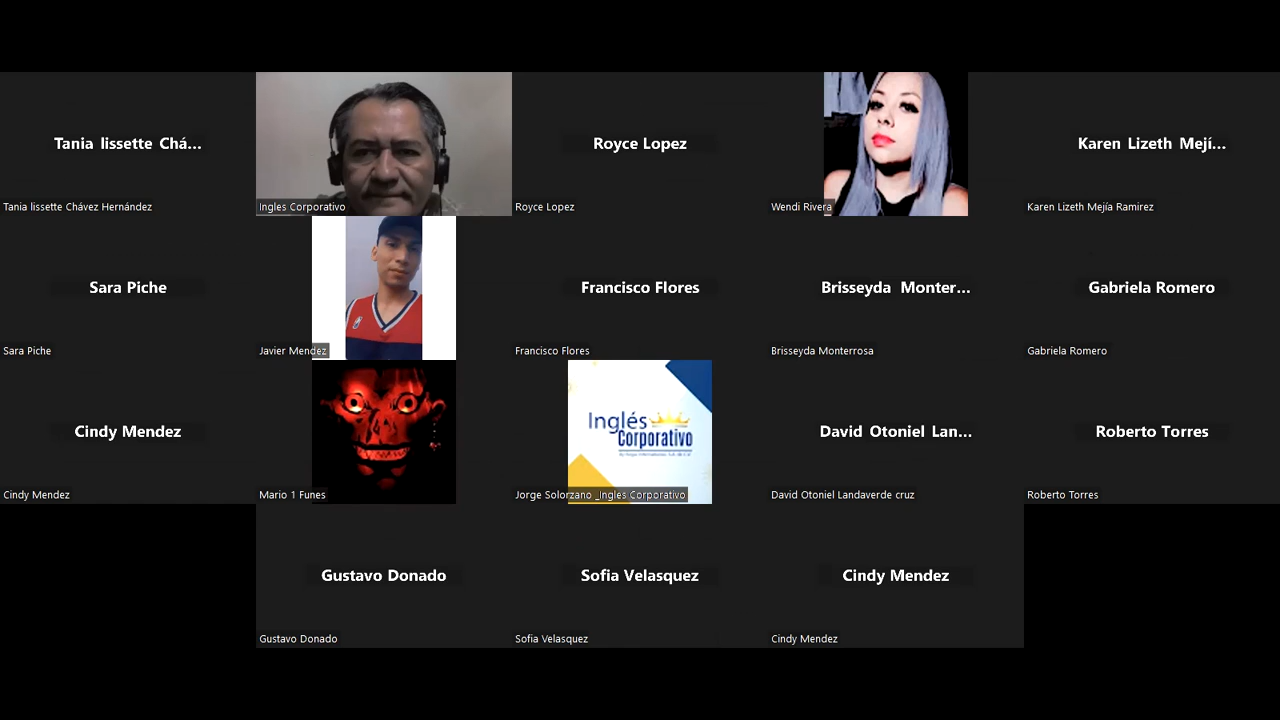 Tania lissette Chá...
Tania lissette Chávez Hernández
Ingles Corporativo
Royce Lopez
Royce Lopez
Wendi Rivera
Karen Lizeth Mejí...
Karen Lizeth Mejía Ramirez
Sara Piche
Sara Piche
Javier Mendez
Francisco Flores
Francisco Flores
Brisseyda Monter...
Brisseyda Monterrosa
Gabriela Romero
Gabriela Romero
Cindy Mendez
Cindy Mendez
Mario 1 Funes
Inglés
Corporativo
Jorge Solorzano _Ingles Corporativo
David Otoniel Lan...
David Otoniel Landaverde cruz
Roberto Torres
Roberto Torres
Gustavo Donado
Gustavo Donado
Sofia Velasquez
Sofia Velasquez
Cindy Mendez
Cindy Mendez